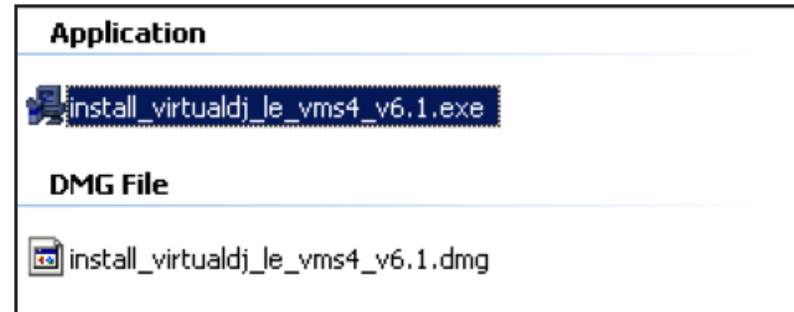 Application
install_virtualdj_le_vms4_v6.1.exe
DMG File
install_virtualdj_le_vms4_v6.1.dmg